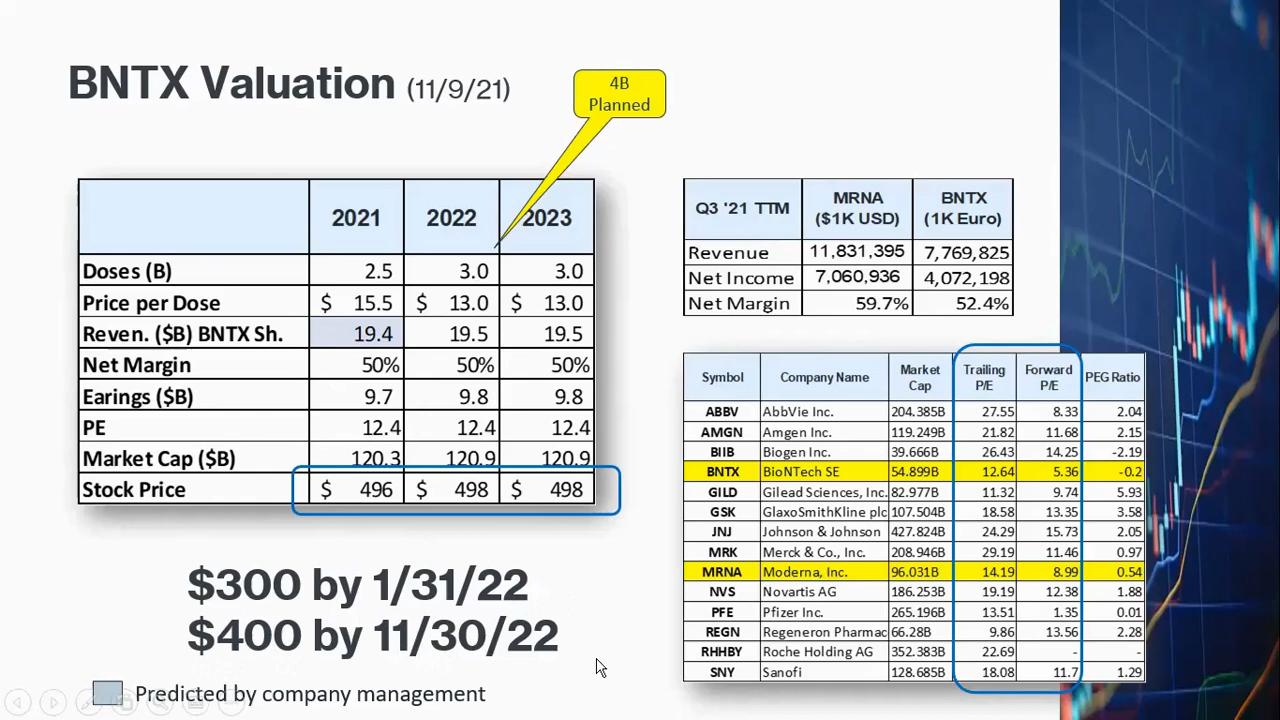 BNTX Valuation (11/9/21)
4B
Planned
2021 2022 2023
Doses (B) 2.5 3.0 3.0
Price per Dose $ 15.5 $ 13.0 $ 13.0
Reven. ($B) BNTX Sh. 19.4 19.5 19.5
Net Margin 50% 50% 50%
Earings ($B) 9.7 9.8 9.8
PE 12.4 12.4 12.4
Market Cap ($B) 120.3 120.9 120.9
Stock Price $ 496 $ 498 $ 498
$300 by 1/31/22
$400 by 11/30/22
Predicted by company management
Q3 '21 TTM MRNA ($1K USD) BNTX (1K Euro)
Revenue 11,831,395 7,769,825
Net Income 7,060,936 4,072,198
Net Margin 59.7% 52.4%
Symbol Company Name Market Cap Trailing P/E Forward P/E PEG Ratio
ABBV AbbVie Inc. 204.385B 27.55 8.33 2.04
AMGN Amgen Inc. 119.249B 21.82 11.68 2.15
BIIB Biogen Inc. 39.666B 26.43 14.25 -2.19
BNTX BioNTech SE 54.899B 12.64 5.36 -0.2
GILD Gilead Sciences, Inc. 82.977B 11.32 9.74 5.93
GSK GlaxoSmithKline plc 107.504B 18.58 13.35 3.58
JNJ Johnson & Johnson 427.824B 24.29 15.73 2.05
MRK Merck & Co., Inc. 208.946B 29.19 11.46 0.97
MRNA Moderna, Inc. 96.031B 14.19 8.99 0.54
NVS Novartis AG 186.253B 19.19 12.38 1.88
PFE Pfizer Inc. 265.196B 13.51 1.35 0.01
REGN Regeneron Pharmac 66.28B 9.86 13.56 2.28
RHHBY Roche Holding AG 352.383B 22.69 - -
SNY Sanofi 128.685B 18.08 11.7 1.29